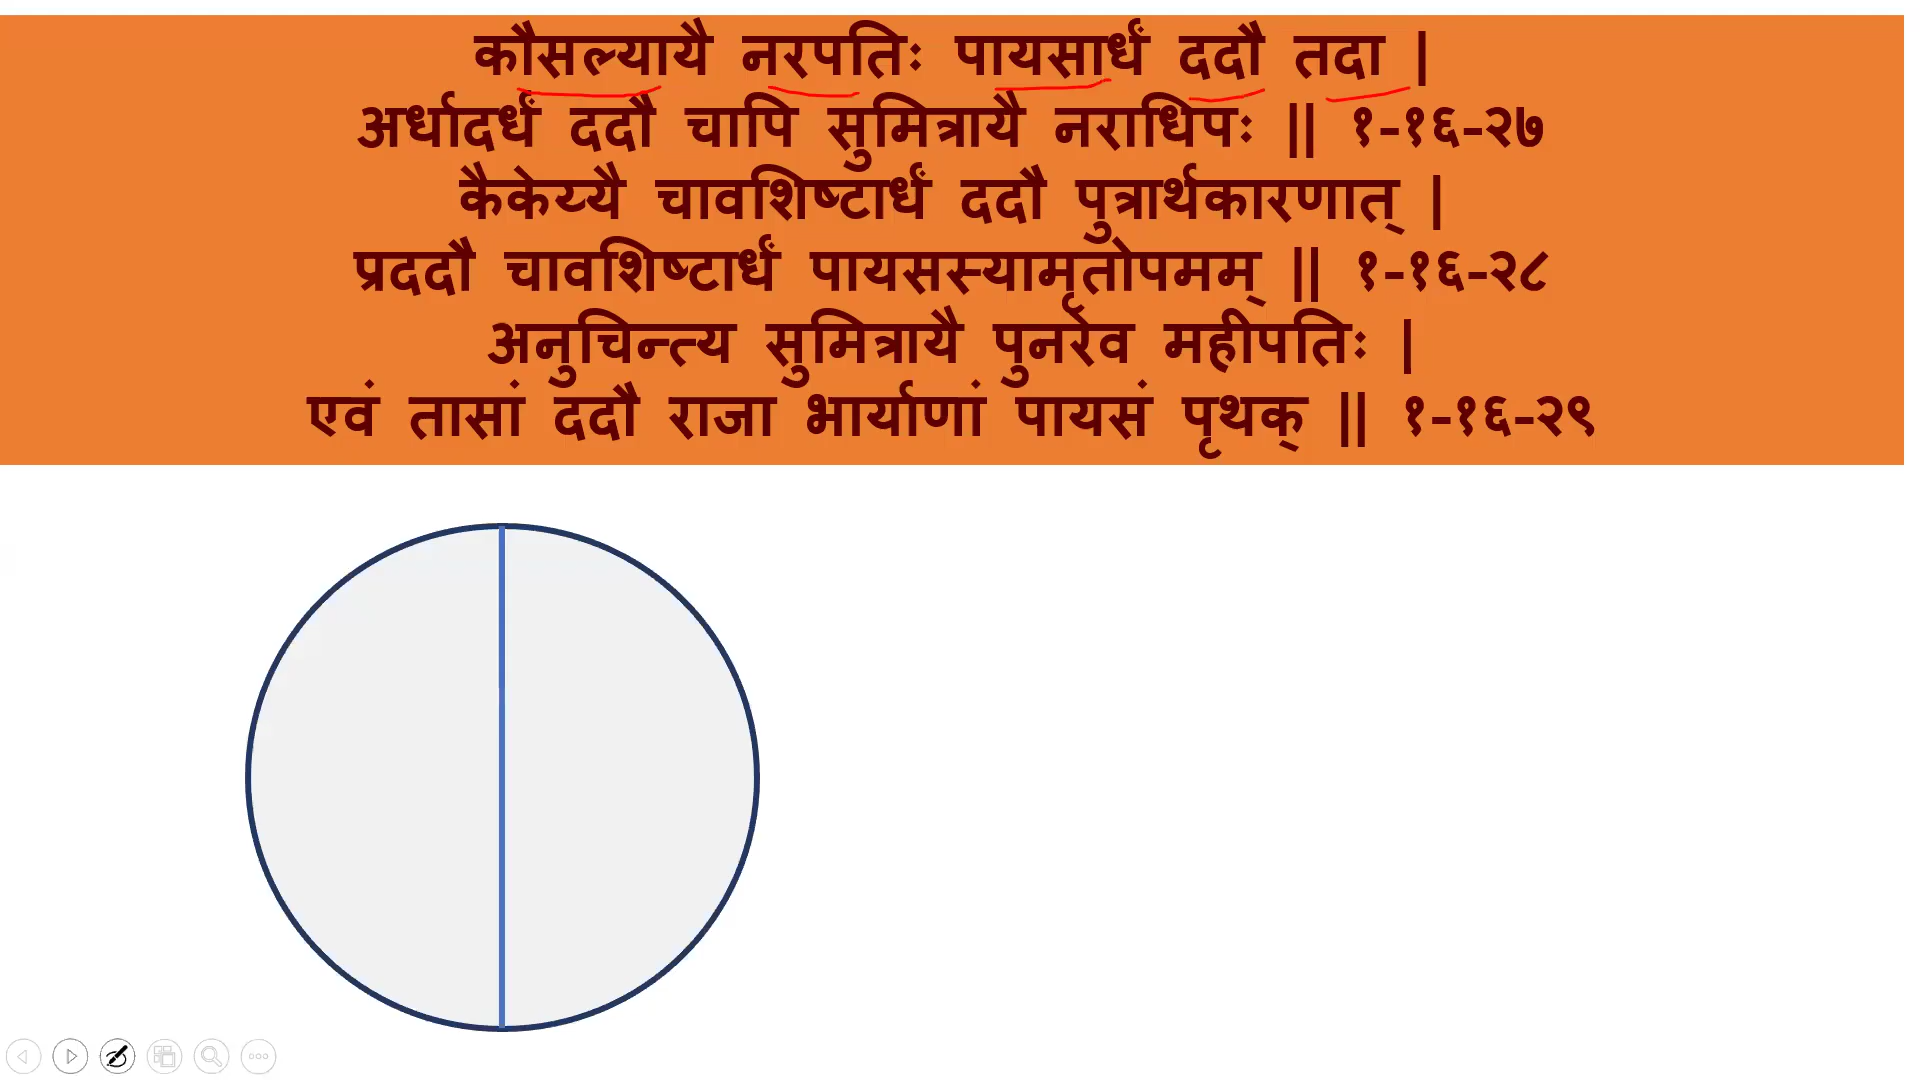 कौसल्यायै नरपतिः पायसार्धं ददौ तदा |
अर्धादर्धं ददौ चापि सुमित्रायै नराधिपः || १-१६-२७
कैकेय्यै चावशिष्टार्धं ददौ पुत्रार्थकारणात् |
प्रददौ चावशिष्टार्धं पायसस्यामृतोपमम् || १-१६-२८
अनुचिन्त्य सुमित्रायै पुनरेव महीपतिः |
एवं तासां ददौ राजा भार्याणां पायसं पृथक् || १-१६-२९